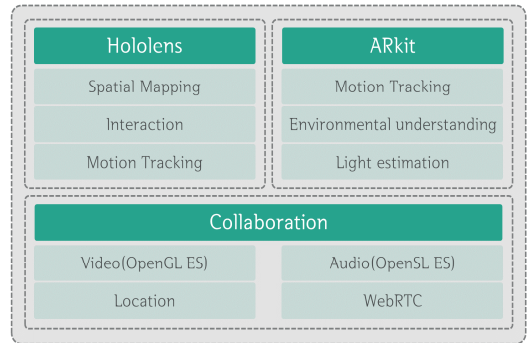 Hololens
Spatial Mapping
Interaction
Motion Tracking
ARkit
Motion Tracking
Environmental understanding
Light estimation
Collaboration
Video(OpenGL ES)
Audio(OpenSL ES)
Location
WebRTC